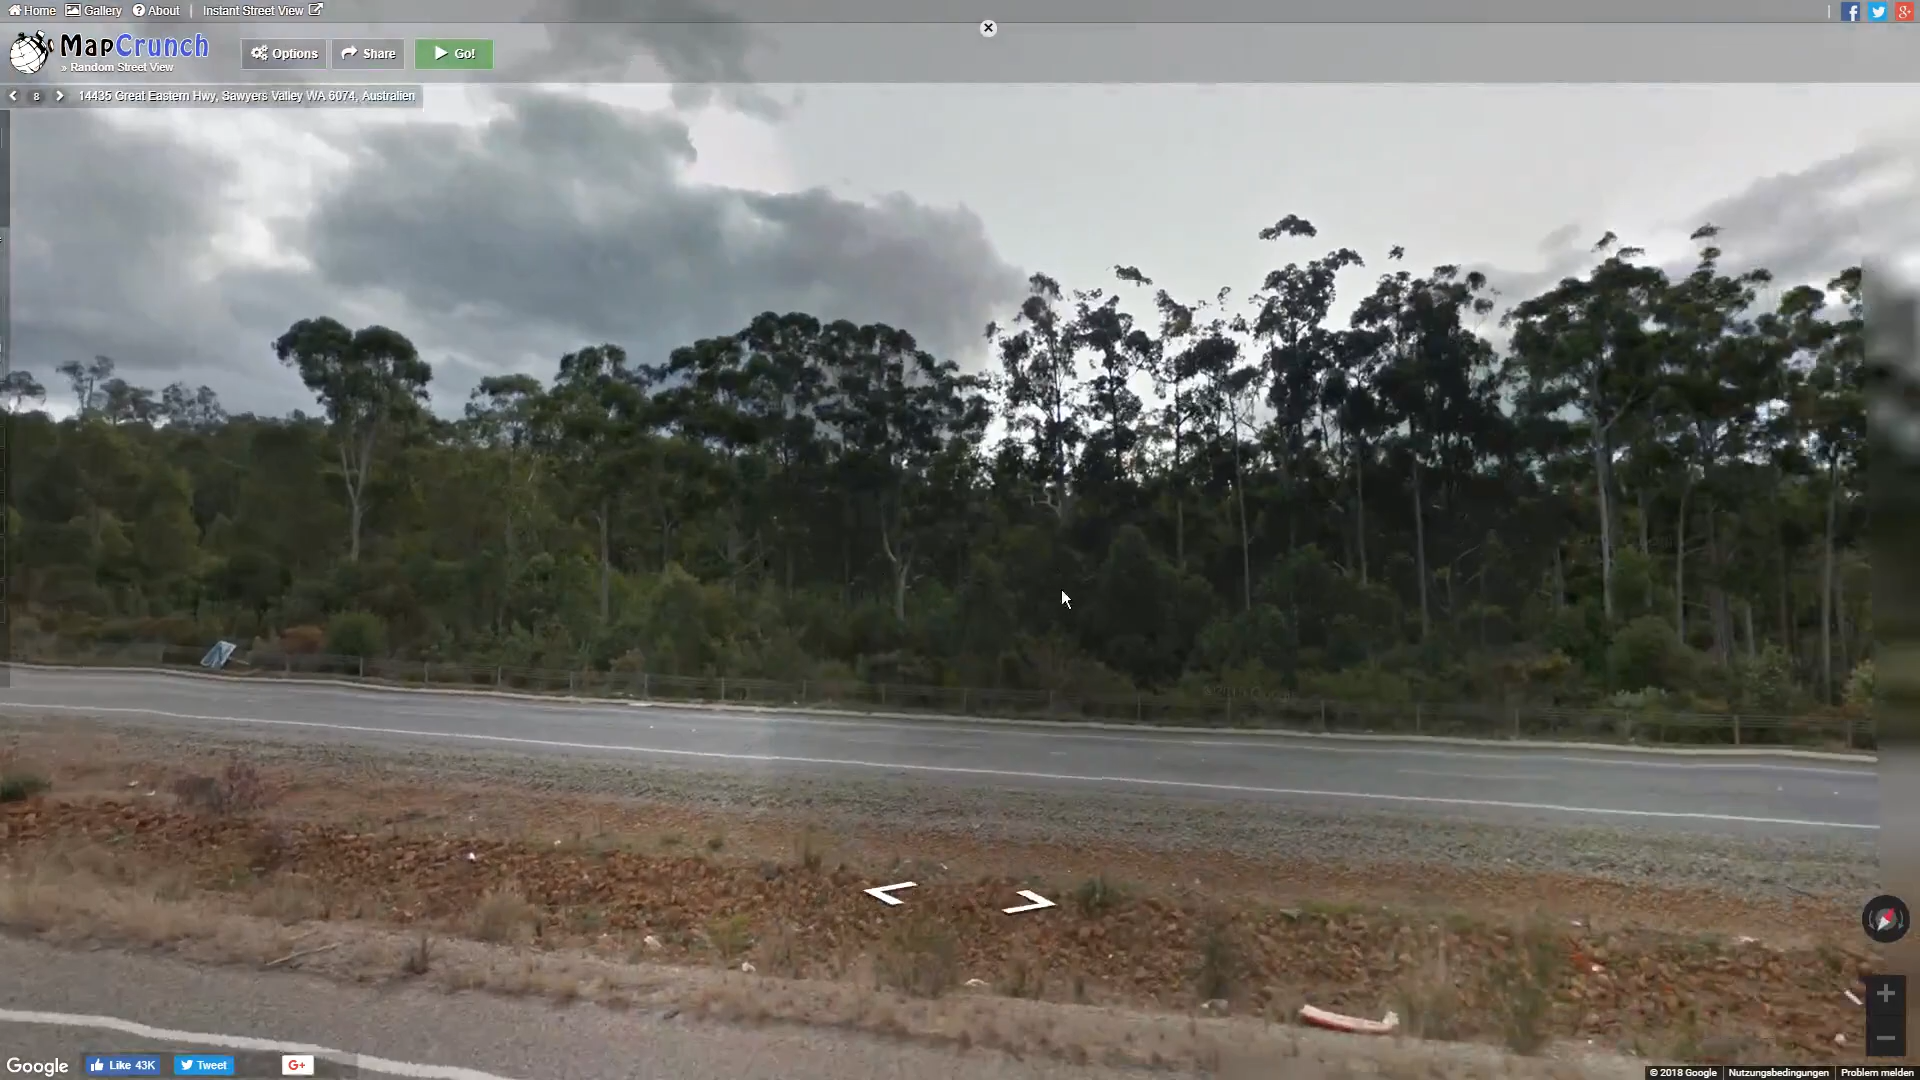 Home Gallery About | Instant Street View
MapCrunch
» Random Street View
Options Share Go!
8 14435 Great Eastern Hwy, Sawyers Valley WA 6074, Australien
Google Like 43K Tweet G+
© 2018 Google Nutzungsbedingungen Problem melden